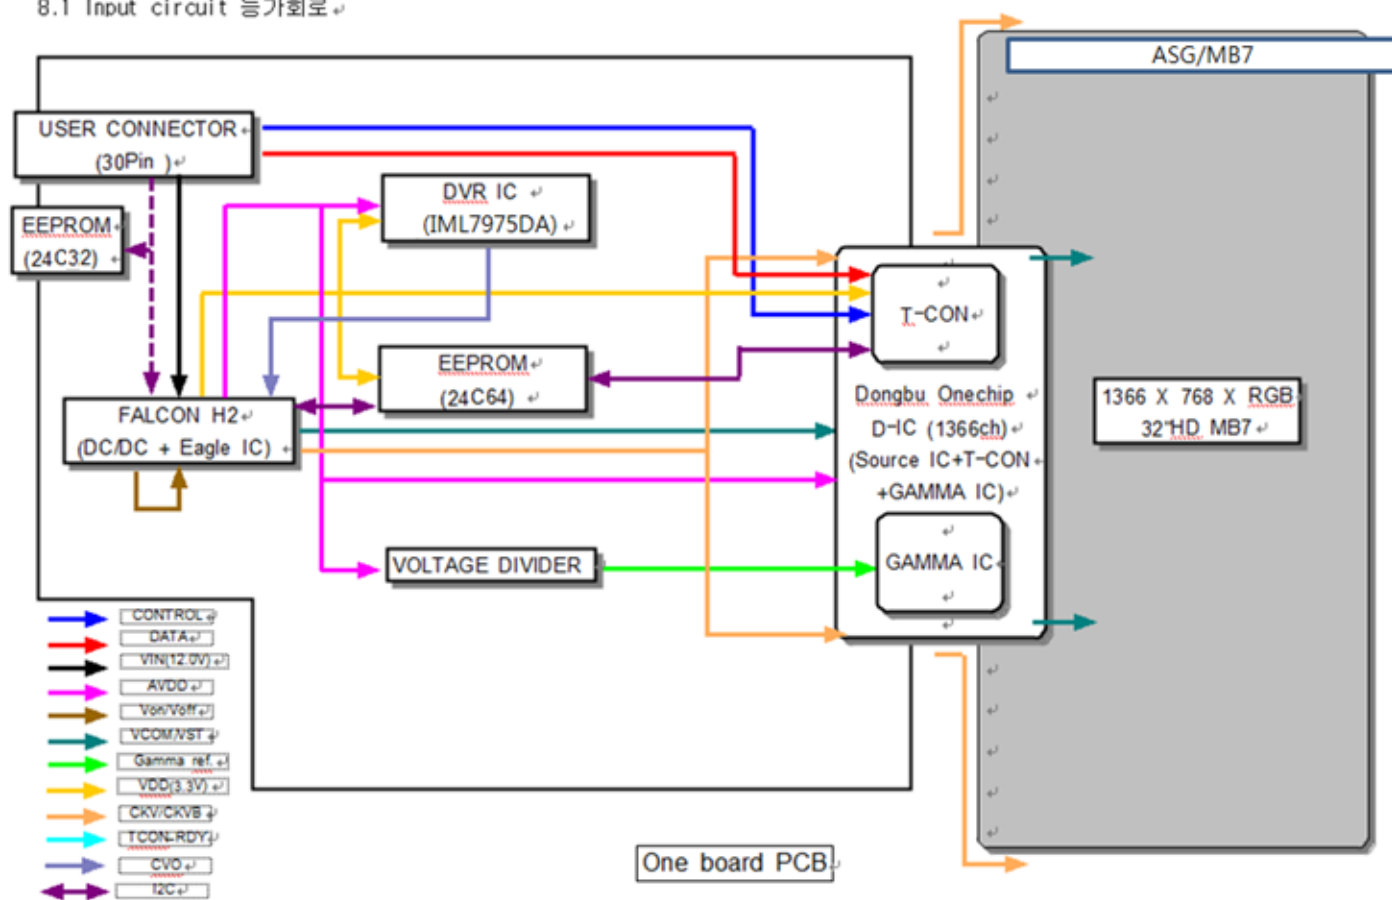 8.1 Input circuit 등가회로
ASG/MB7
USER CONNECTOR
(30Pin )
DVR IC
(IML7975DA)
EEPROM
(24C32)
T-CON
EEPROM
(24C64)
FALCON H2
(DC/DC + Eagle IC)
Dongbu Onechip
D-IC (1366ch)
(Source IC+T-CON
+GAMMA IC)
1366 X 768 X RGB
32"HD MB7
VOLTAGE DIVIDER
GAMMA IC
CONTROL
DATA
VIN(12.0V)
AVDD
Von/Voff
VCOM/VST
Gamma ref.
VDD(3.3V)
CKV/CKVB
TCON-RDY
CVO
I2C
One board PCB